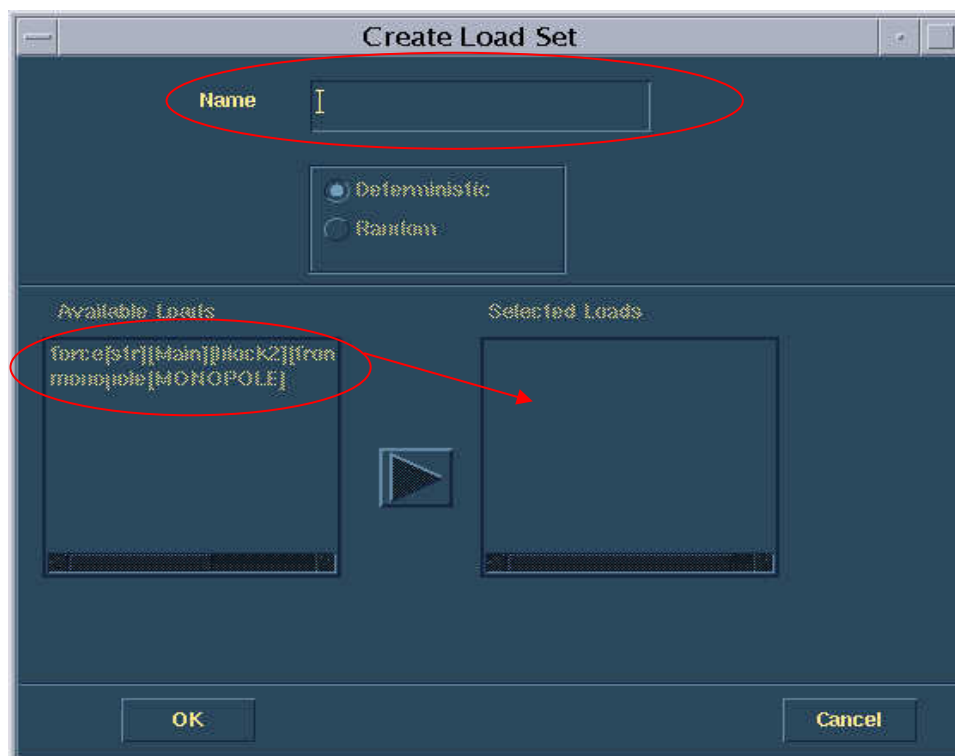 Create Load Set
Name
Deterministic
Random
Available Loads
Selected Loads
force[str][Main][block2][fron
monopole[MONOPOLE]
OK
Cancel